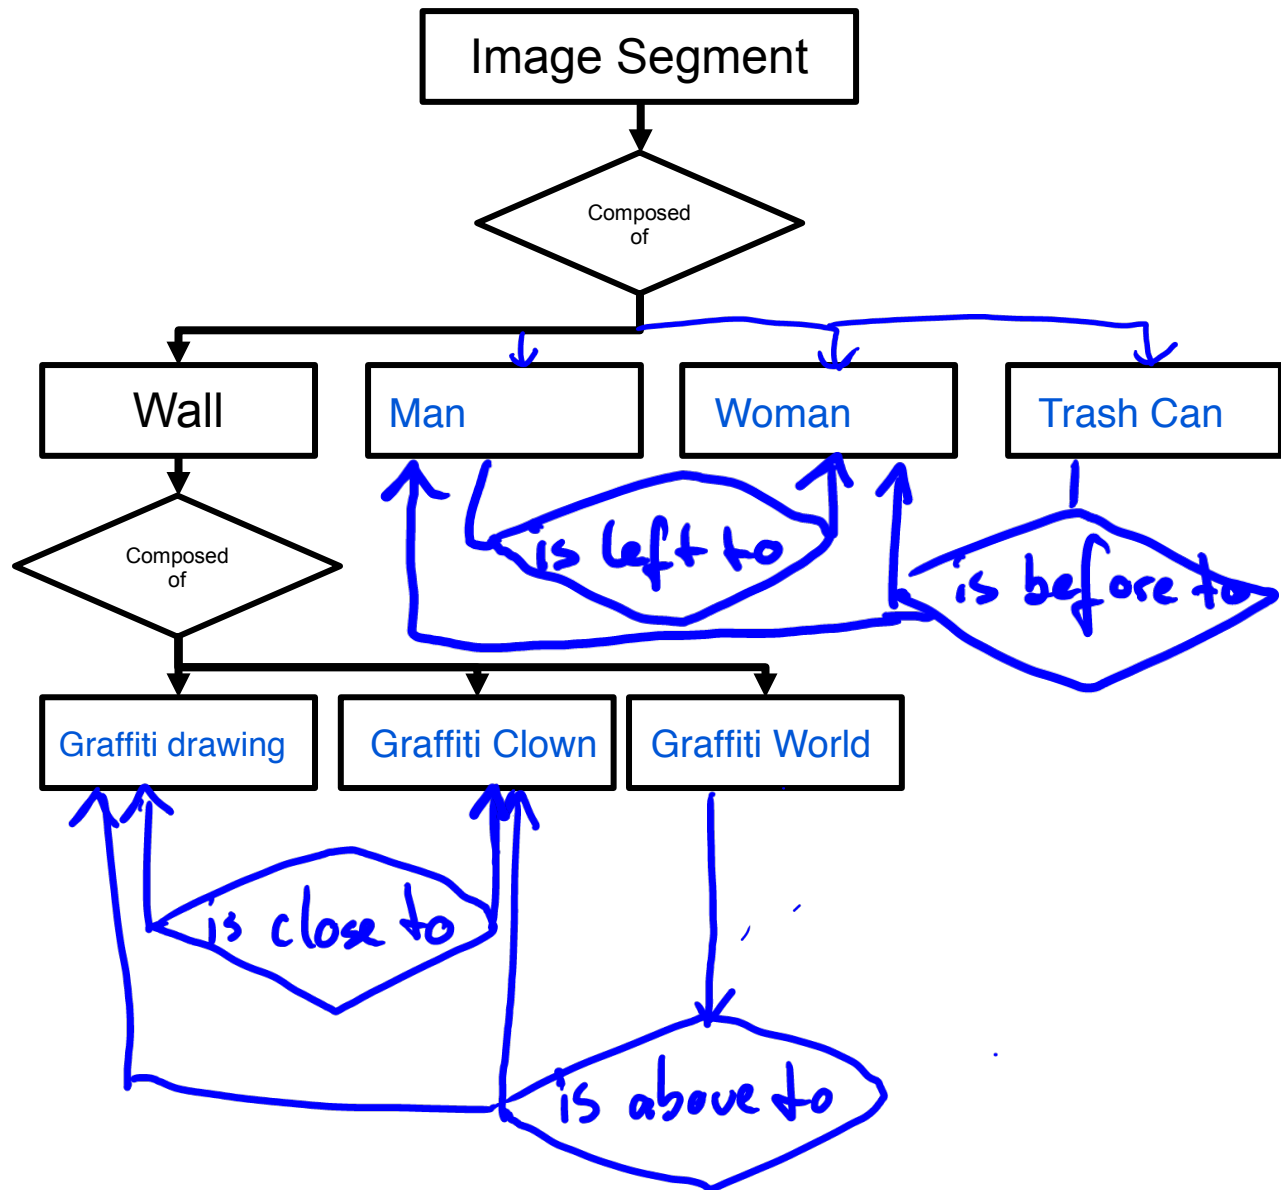 Image Segment
Composed
of
Wall
Man
Woman
Trash Can
is left to
is before to
Composed
of
Graffiti drawing
Graffiti Clown
Graffiti World
is close to
is above to